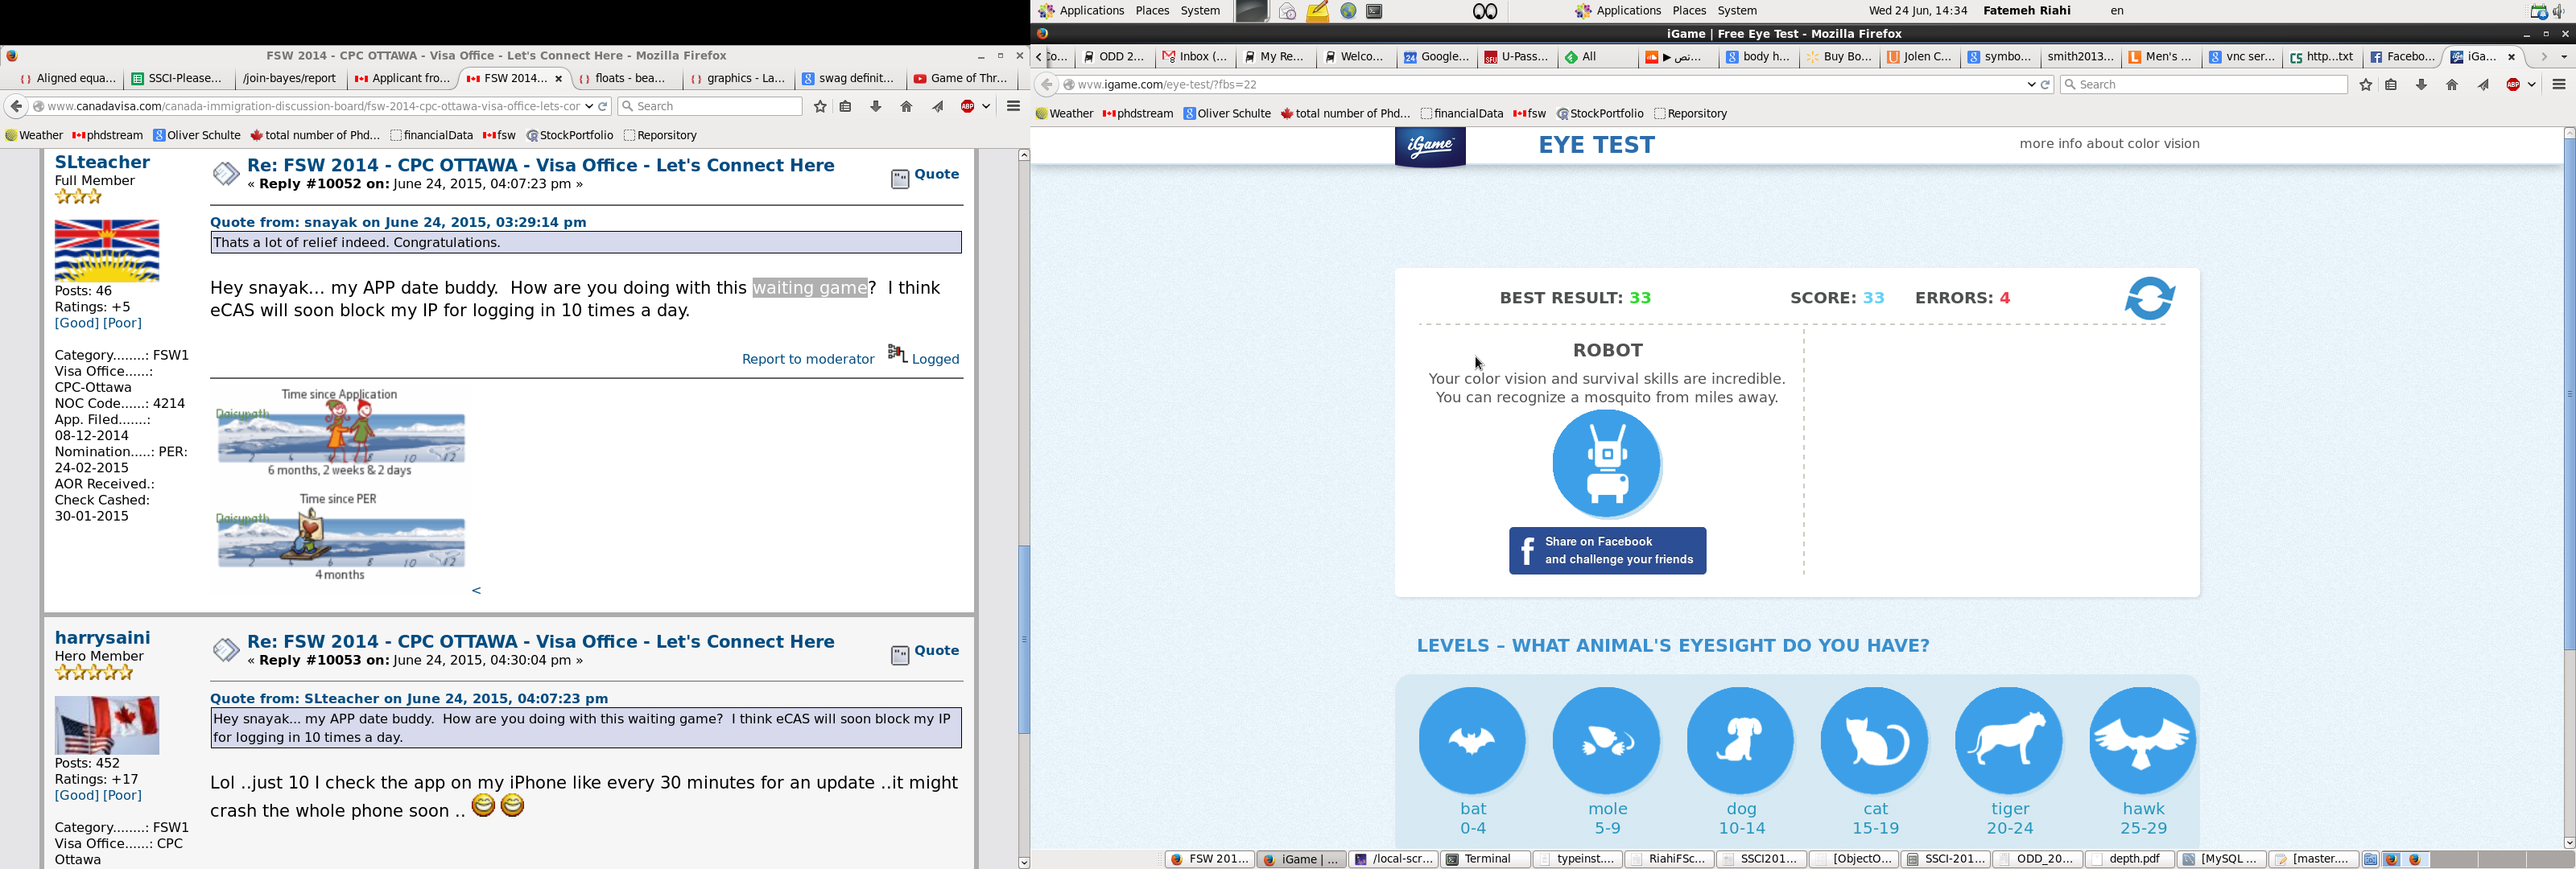 FSW 2014 - CPC OTTAWA - Visa Office - Let's Connect Here - Mozilla Firefox
Aligned equa...
SSCI-Please...
/join-bayes/report
Applicant fro...
FSW 2014...
floats - bea...
graphics - La...
swag definit...
Game of Thr...
www.canadavisa.com/canada-immigration-discussion-board/fsw-2014-cpc-ottawa-visa-office-lets-cor
Search
Weather
phdstream
Oliver Schulte
total number of Phd...
financialData
fsw
StockPortfolio
Reporsitory
SLteacher
Full Member
Posts: 46
Ratings: +5
[Good] [Poor]
Category........: FSW1
Visa Office......:
CPC-Ottawa
NOC Code......: 4214
App. Filed.......:
08-12-2014
Nomination.....: PER:
24-02-2015
AOR Received.:
Check Cashed:
30-01-2015
Re: FSW 2014 - CPC OTTAWA - Visa Office - Let's Connect Here
« Reply #10052 on: June 24, 2015, 04:07:23 pm »
Quote
Quote from: snayak on June 24, 2015, 03:29:14 pm
Thats a lot of relief indeed. Congratulations.
Hey snayak... my APP date buddy.  How are you doing with this waiting game?  I think
eCAS will soon block my IP for logging in 10 times a day.
Report to moderator
Logged
Time since Application
Daisypath
2 10 12
6 months, 2 weeks & 2 days
Time since PER
Daisypath
2 6 8 10 12
4 months
<
harrysaini
Hero Member
Posts: 452
Ratings: +17
[Good] [Poor]
Category........: FSW1
Visa Office......: CPC
Ottawa
Re: FSW 2014 - CPC OTTAWA - Visa Office - Let's Connect Here
« Reply #10053 on: June 24, 2015, 04:30:04 pm »
Quote
Quote from: SLteacher on June 24, 2015, 04:07:23 pm
Hey snayak... my APP date buddy.  How are you doing with this waiting game?  I think eCAS will soon block my IP
for logging in 10 times a day.
Lol ..just 10 I check the app on my iPhone like every 30 minutes for an update ..it might
crash the whole phone soon ..
Applications Places System
Applications Places System
Wed 24 Jun, 14:34
Fatemeh Riahi
en
iGame | Free Eye Test - Mozilla Firefox
ODD 2...
Inbox (...
My Re...
Welco...
Google...
U-Pass...
All
نص...
body h...
Buy Bo...
Jolen C...
symbo...
smith2013...
Men's ...
vnc ser...
http...txt
Facebo...
iGa...
www.igame.com/eye-test/?fbs=22
Search
Weather
phdstream
Oliver Schulte
total number of Phd...
financialData
fsw
StockPortfolio
Reporsitory
iGame
EYE TEST
more info about color vision
BEST RESULT: 33
SCORE: 33
ERRORS: 4
ROBOT
Your color vision and survival skills are incredible.
You can recognize a mosquito from miles away.
Share on Facebook
and challenge your friends
LEVELS – WHAT ANIMAL'S EYESIGHT DO YOU HAVE?
bat
0-4
mole
5-9
dog
10-14
cat
15-19
tiger
20-24
hawk
25-29
FSW 201...
iGame | ...
/local-scr...
Terminal
typeinst....
RiahiFSc...
SSCI201...
[ObjectO...
SSCI-201...
ODD_20...
depth.pdf
[MySQL ...
[master....